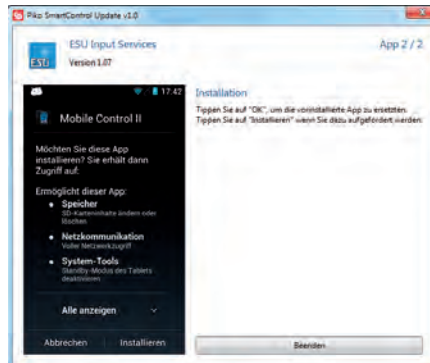 Piko SmartControl Update v1.0
ESU Input Services
App 2 / 2
ESU
Version 1.07
17:42
Mobile Control II
Möchten Sie diese App
installieren? Sie erhält dann
Zugriff auf:
Ermöglicht dieser App:
Speicher
SD-Karteninhalte ändern oder
löschen
Netzkommunikation
Voller Netzwerkzugriff
System-Tools
Standby-Modus des Tablets
deaktivieren
Alle anzeigen
Abbrechen
Installieren
Installation
Tippen Sie auf "OK", um die vorinstallierte App zu ersetzten.
Tippen Sie auf "Installieren" wenn Sie dazu aufgefordert werden.
Beenden